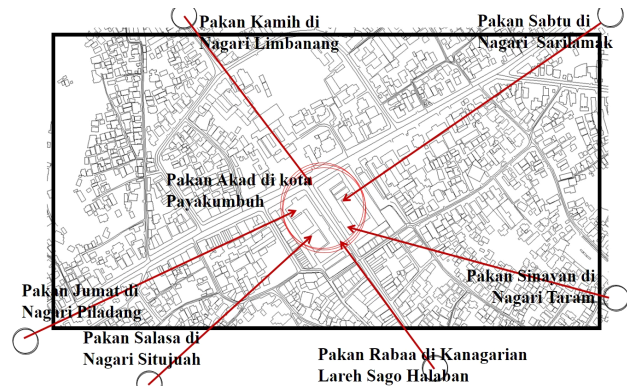 Pakan Kamih di
Nagari Limbanang
Pakan Sabtu di
Nagari Sarilamak
Pakan Akad di kota
Payakumbuh
Pakan Sinayan di
Nagari Taram
Pakan Jumat di
Nagari Piladang
Pakan Salasa di
Nagari Situjuah
Pakan Rabaa di Kanagarian
Lareh Sago Halaban